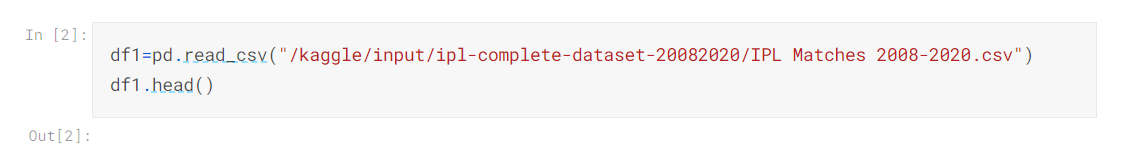 In [2]:
df1=pd.read_csv("/kaggle/input/ipl-complete-dataset-20082020/IPL Matches 2008-2020.csv")
df1.head()
Out[2]: